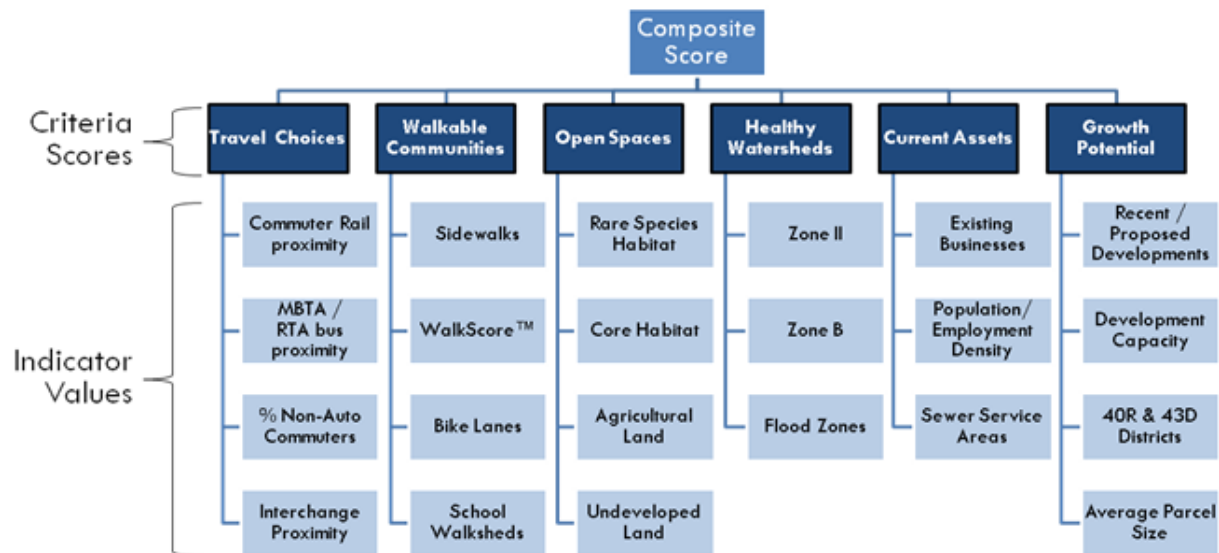 Composite
Score
Criteria
Scores
Travel Choices
Walkable
Communities
Open Spaces
Healthy
Watersheds
Current Assets
Growth
Potential
Indicator
Values
Commuter Rail
proximity
MBTA /
RTA bus
proximity
% Non-Auto
Commuters
Interchange
Proximity
Sidewalks
WalkScore™
Bike Lanes
School
Walksheds
Rare Species
Habitat
Core Habitat
Agricultural
Land
Undeveloped
Land
Zone II
Zone B
Flood Zones
Existing
Businesses
Population/
Employment
Density
Sewer Service
Areas
Recent /
Proposed
Developments
Development
Capacity
40R & 43D
Districts
Average Parcel
Size